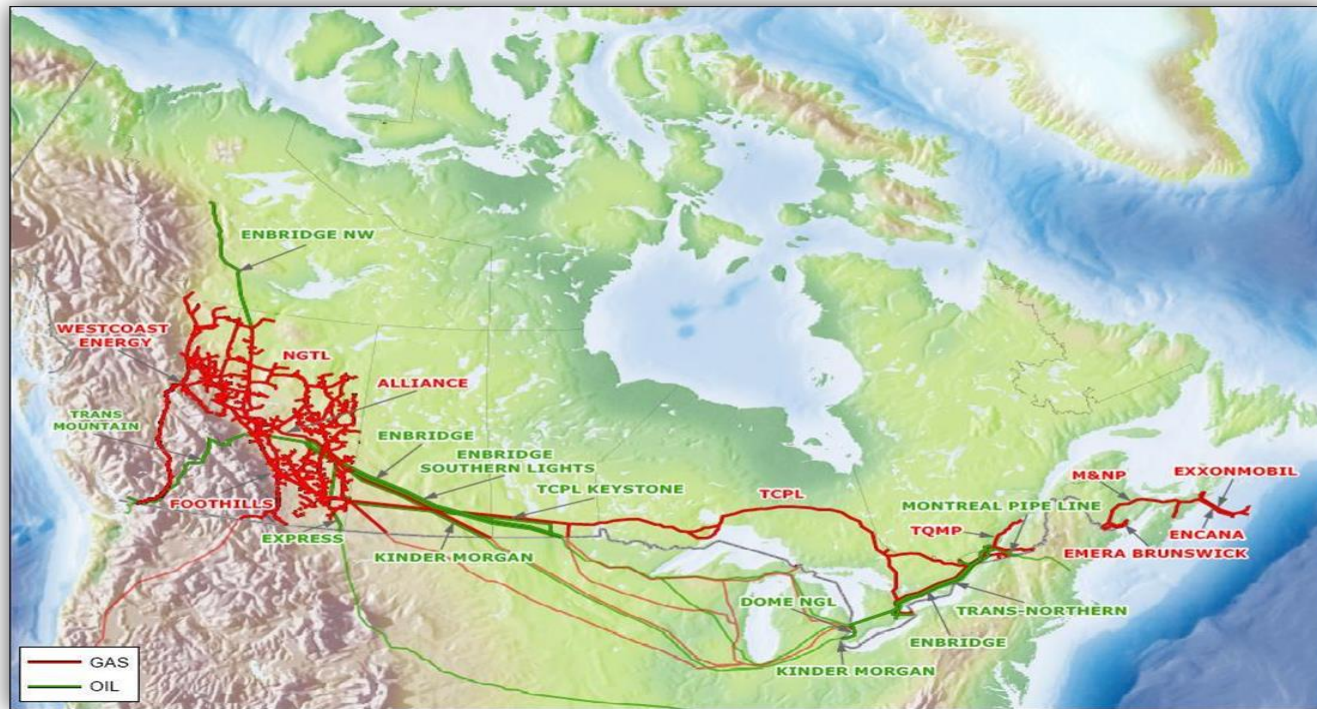 ENBRIDGE NW
WESTCOAST
ENERGY
NGTL
ALLIANCE
TRANS
MOUNTAIN
ENBRIDGE
ENBRIDGE
SOUTHERN LIGHTS
TCPL KEYSTONE
FOOTHILLS
EXPRESS
KINDER MORGAN
TCPL
M&NP
EXXONMOBIL
MONTREAL PIPE LINE
TQMP
ENCANA
EMERA BRUNSWICK
DOME NGL
TRANS-NORTHERN
ENBRIDGE
KINDER MORGAN
GAS
OIL